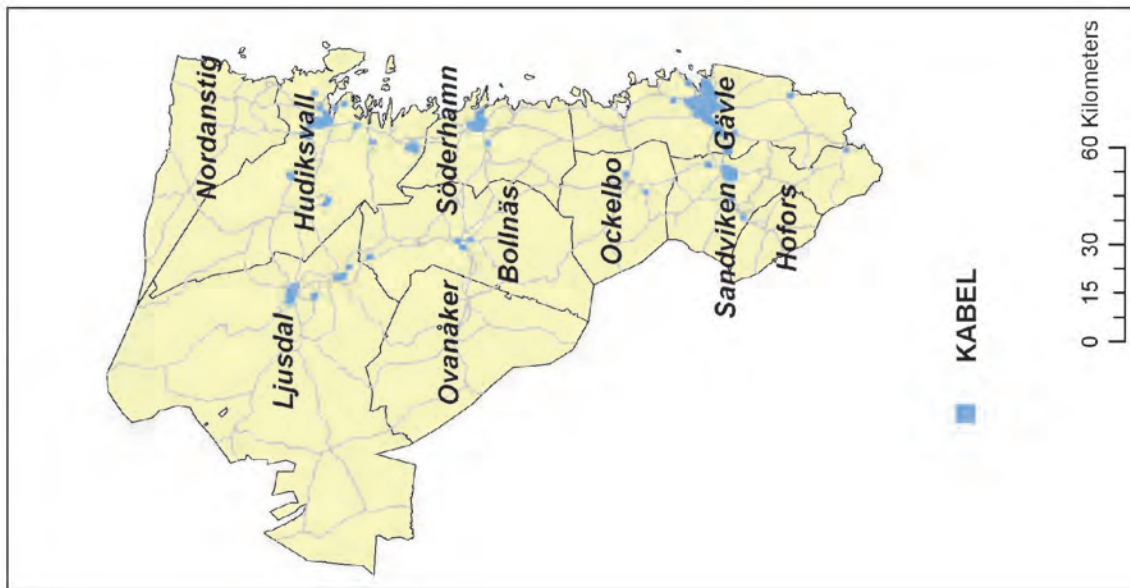 Nordanstig
Hudiksvall
Ljusdal
Söderhamn
Bollnäs
Ovanåker
Ockelbo
Gävle
Sandviken
Hofors
KABEL
0 15 30 60 Kilometers